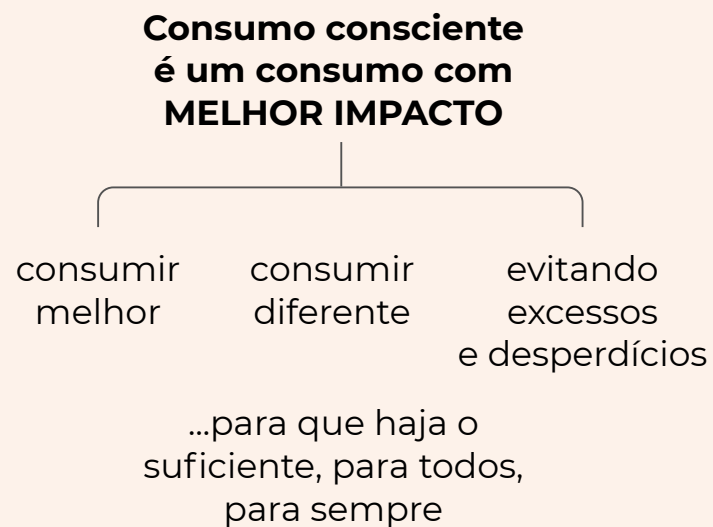 Consumo consciente
é um consumo com
MELHOR IMPACTO
consumir
melhor
consumir
diferente
evitando
excessos
e desperdícios
...para que haja o
suficiente, para todos,
para sempre